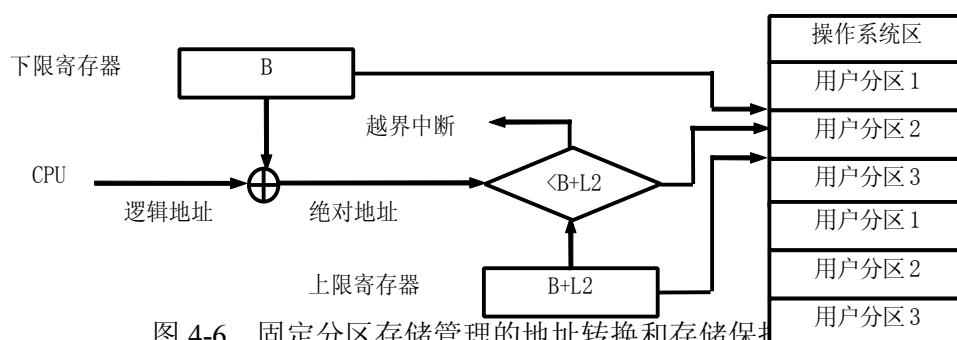 操作系统区
下限寄存器
B
用户分区 1
越界中断
用户分区 2
CPU
<B+L2
用户分区 3
逻辑地址
绝对地址
用户分区 1
用户分区 2
上限寄存器
B+L2
用户分区 3
图 4-6 固定分区存储管理的地址转换和存储保